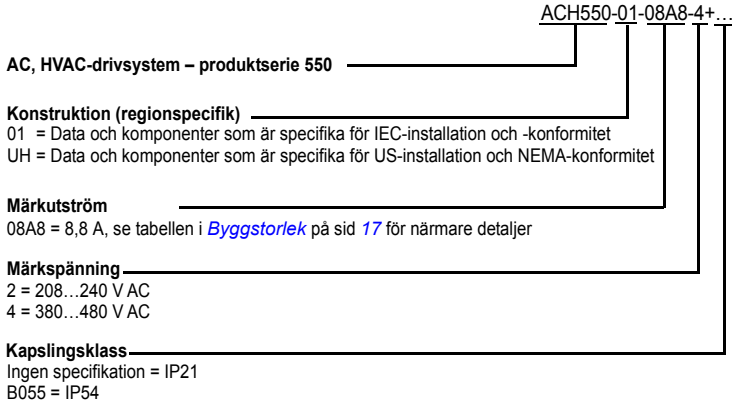 ACH550-01-08A8-4+…
AC, HVAC-drivsystem – produktserie 550
Konstruktion (regionspecifik)
01 = Data och komponenter som är specifika för IEC-installation och -konformitet
UH = Data och komponenter som är specifika för US-installation och NEMA-konformitet
Märkutström
08A8 = 8,8 A, se tabellen i Byggstorlek på sid 17 för närmare detaljer
Märkspänning
2 = 208…240 V AC
4 = 380…480 V AC
Kapslingsklass
Ingen specifikation = IP21
B055 = IP54